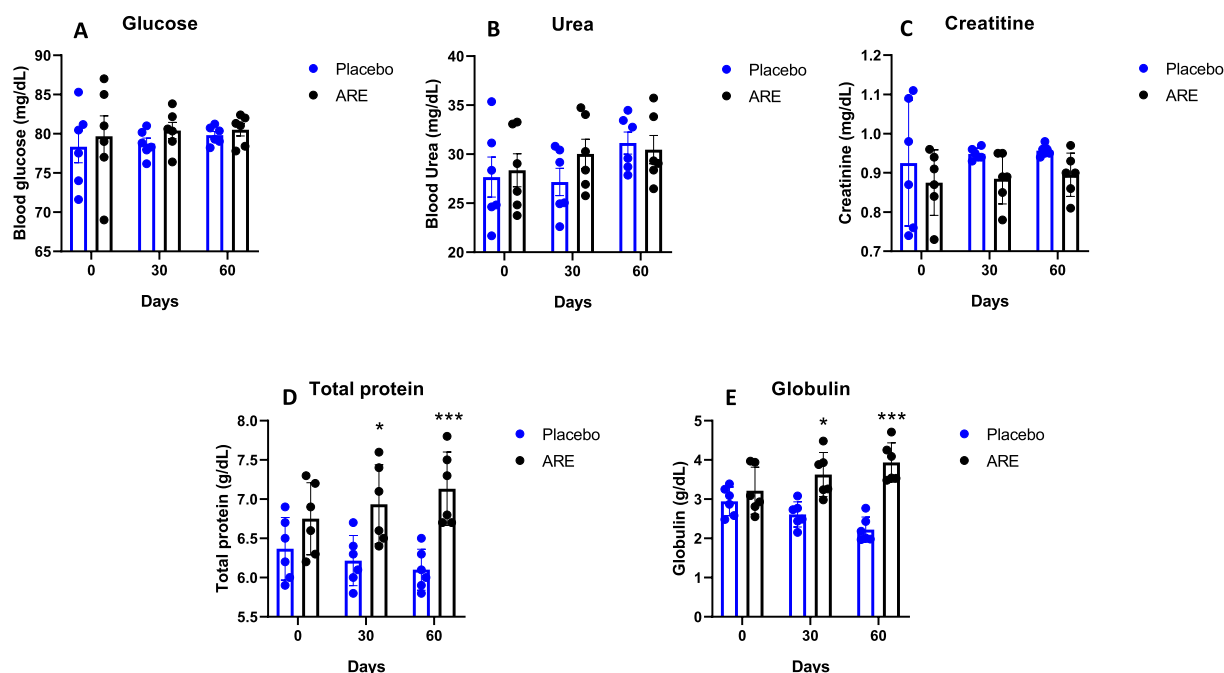 A Glucose
Blood glucose (mg/dL)
90
85
80
75
70
65
0 30 60
Days
Placebo
ARE
B Urea
Blood Urea (mg/dL)
40
35
30
25
20
0 30 60
Days
Placebo
ARE
C Creatitine
Creatinine (mg/dL)
1.2
1.1
1.0
0.9
0.8
0.7
0 30 60
Days
Placebo
ARE
D Total protein
Total protein (g/dL)
8.0
7.5
7.0
6.5
6.0
5.5
* ***
0 30 60
Days
Placebo
ARE
E Globulin
Globulin (g/dL)
5
4
3
2
1
0
* ***
0 30 60
Days
Placebo
ARE